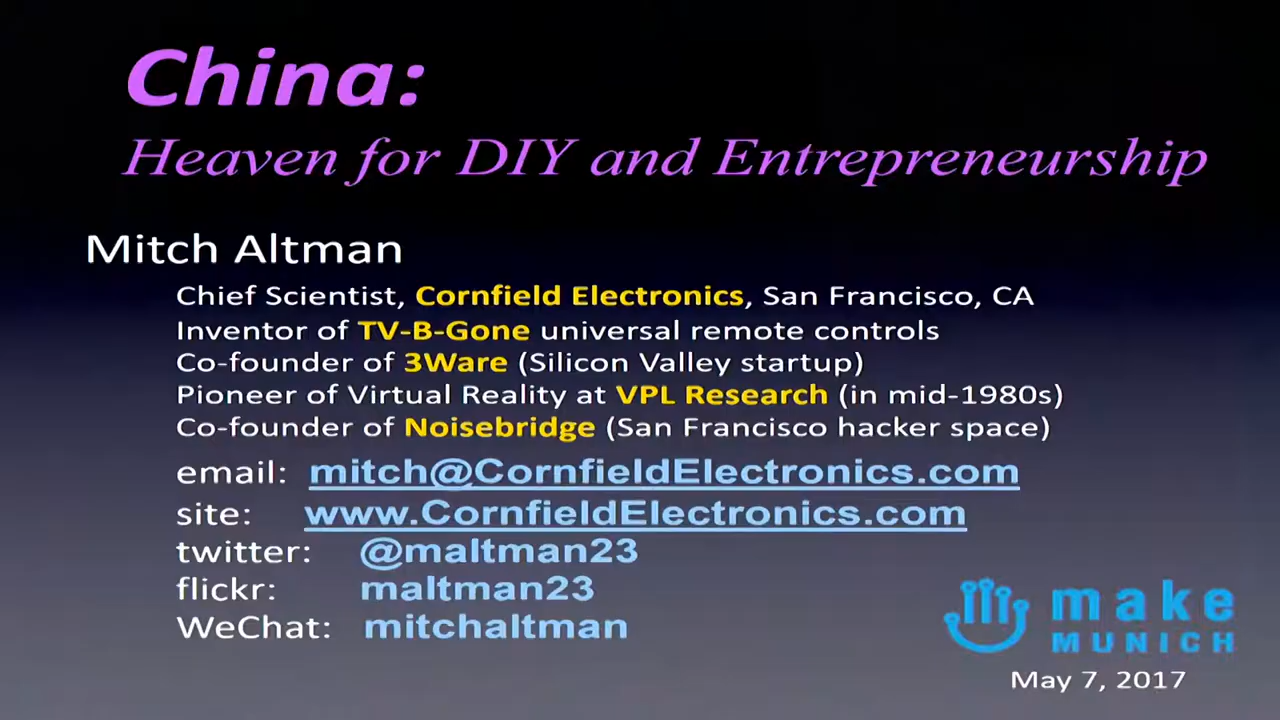 China:
Heaven for DIY and Entrepreneurship
Mitch Altman
Chief Scientist, Cornfield Electronics, San Francisco, CA
Inventor of TV-B-Gone universal remote controls
Co-founder of 3Ware (Silicon Valley startup)
Pioneer of Virtual Reality at VPL Research (in mid-1980s)
Co-founder of Noisebridge (San Francisco hacker space)
email: mitch@CornfieldElectronics.com
site: www.CornfieldElectronics.com
twitter: @maltman23
flickr: maltman23
WeChat: mitchaltman
make
MUNICH
May 7, 2017